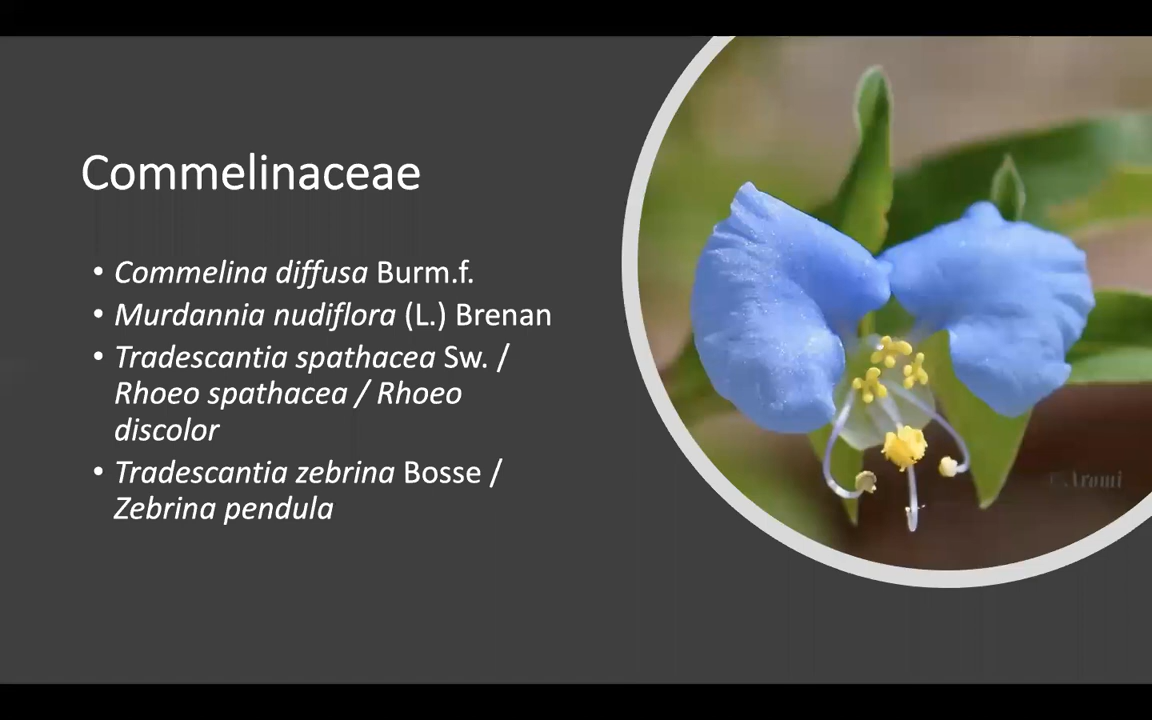 Commelinaceae
• Commelina diffusa Burm.f.
• Murdannia nudiflora (L.) Brenan
• Tradescantia spathacea Sw. /
Rhoeo spathacea / Rhoeo
discolor
• Tradescantia zebrina Bosse /
Zebrina pendula
©Aromi